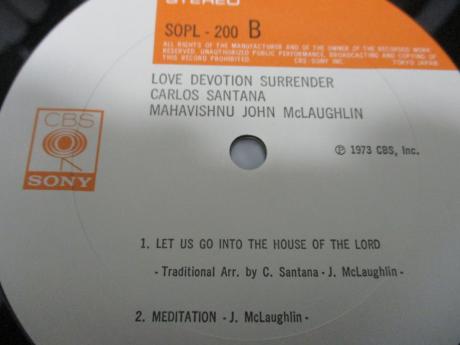 STEREO
SOPL - 200 B
ALL RIGHTS OF THE MANUFACTURER AND OF THE OWNER OF THE RECORDED WORK
RESERVED. UNAUTHORIZED PUBLIC PERFORMANCE, BROADCASTING AND COPYING OF
THIS RECORD PROHIBITED. CBS/SONY INC. TOKYO JAPAN
LOVE DEVOTION SURRENDER
CARLOS SANTANA
MAHAVISHNU JOHN McLAUGHLIN
CBS
SONY
℗ 1973 CBS, Inc.
1. LET US GO INTO THE HOUSE OF THE LORD
- Traditional Arr. by C. Santana - J. McLaughlin -
2. MEDITATION - J. McLaughlin -